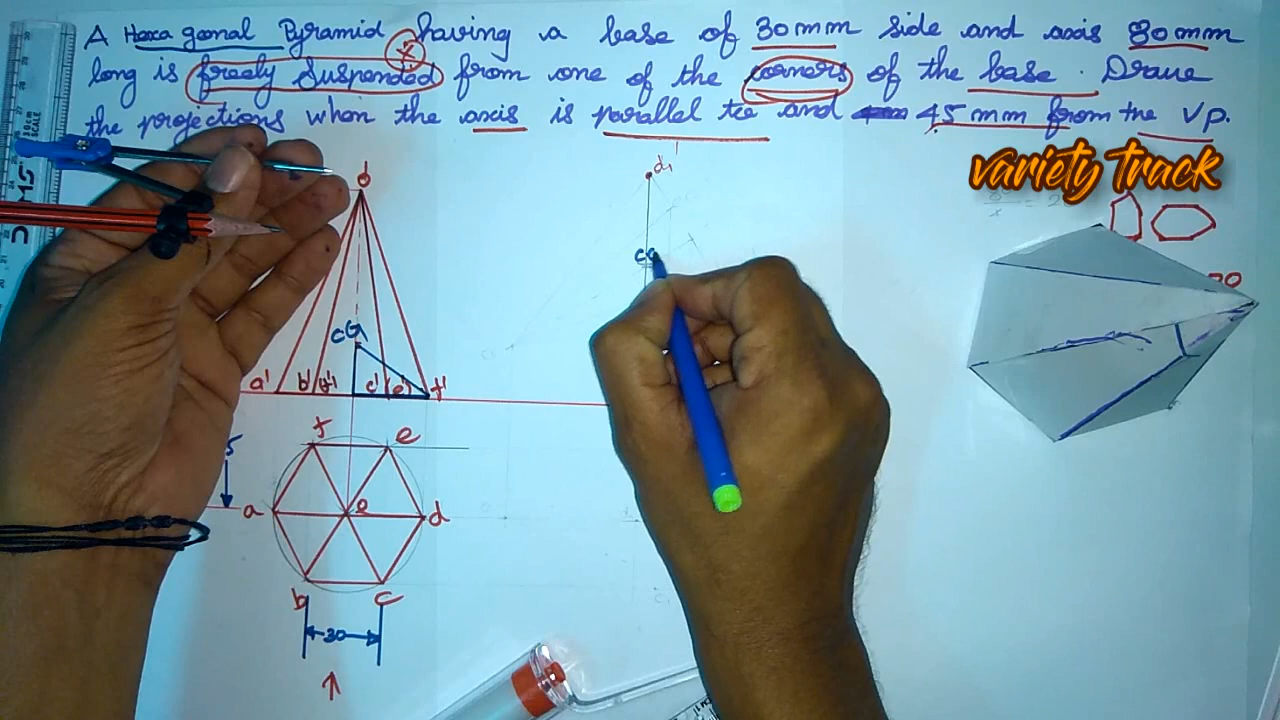 A Hexagonal Pyramid having a base of 30mm side and axis 80mm
long is freely suspended from one of the corners of the base. Draw
the projections when the axis is parallel to and 45 mm from the VP.
variety track
d₁'
CG
CG
a' b' c'
f e
a o d
b c
30